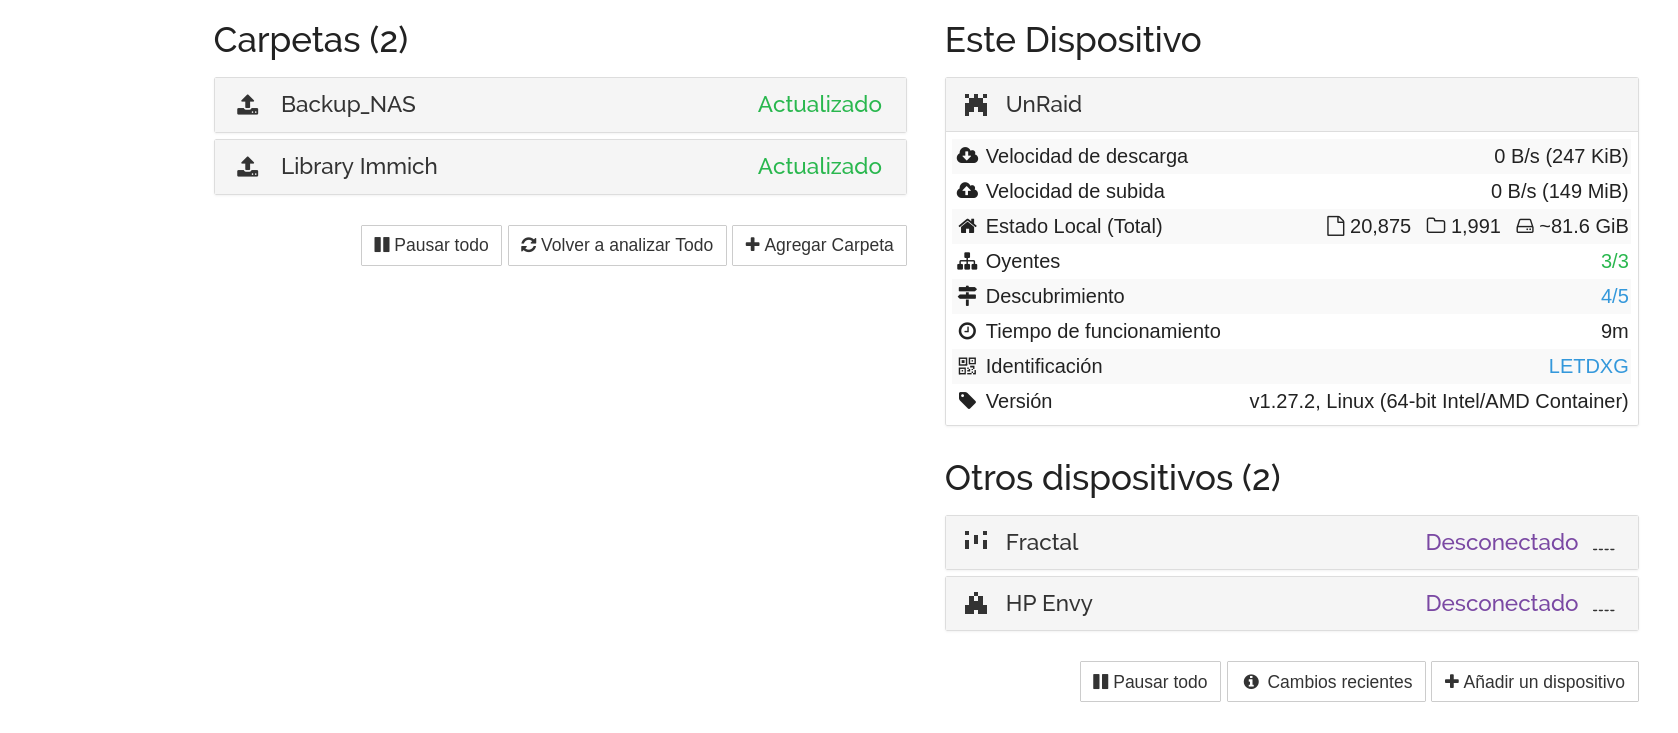 Carpetas (2)
Backup_NAS Actualizado
Library Immich Actualizado
Pausar todo Volver a analizar Todo Agregar Carpeta
Este Dispositivo
UnRaid
Velocidad de descarga 0 B/s (247 KiB)
Velocidad de subida 0 B/s (149 MiB)
Estado Local (Total) 20,875 1,991 ~81.6 GiB
Oyentes 3/3
Descubrimiento 4/5
Tiempo de funcionamiento 9m
Identificación LETDXG
Versión v1.27.2, Linux (64-bit Intel/AMD Container)
Otros dispositivos (2)
Fractal Desconectado ----
HP Envy Desconectado ----
Pausar todo Cambios recientes Añadir un dispositivo